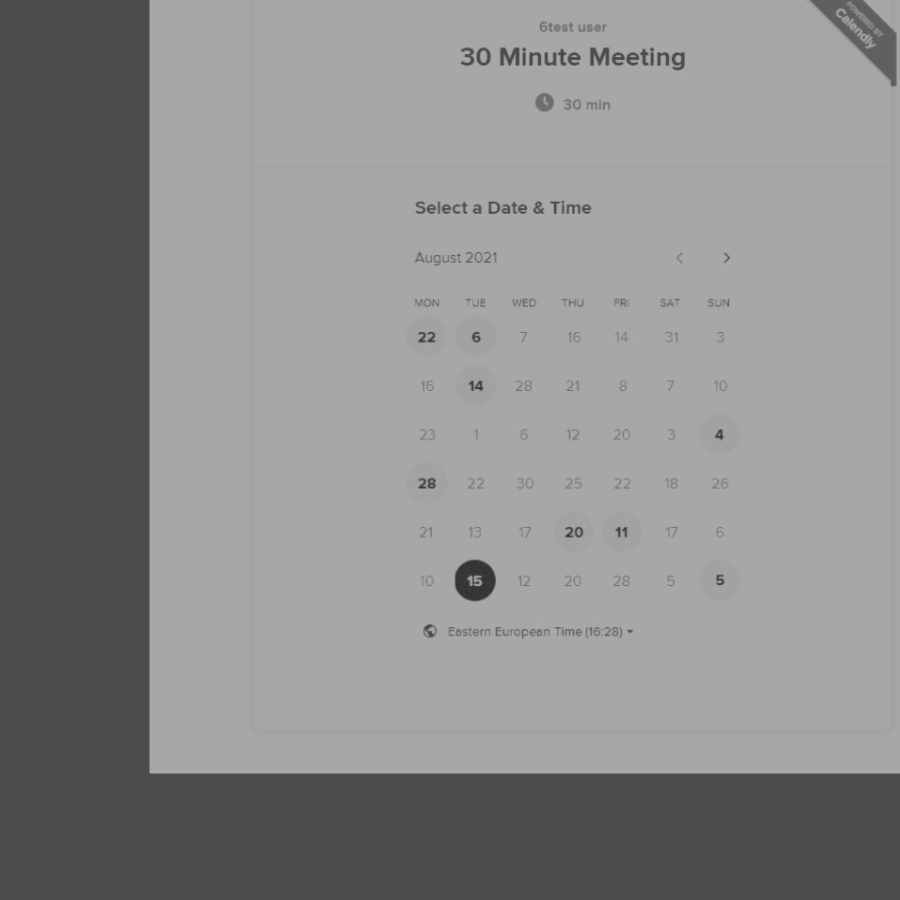 6test user
POWERED BY
Calendly
30 Minute Meeting
30 min
Select a Date & Time
August 2021
MON TUE WED THU FRI SAT SUN
22 6 7 16 14 31 3
16 14 28 21 8 7 10
23 1 6 12 20 3 4
28 22 30 25 22 18 26
21 13 17 20 11 17 6
10 15 12 20 28 5 5
Eastern European Time (16:28)